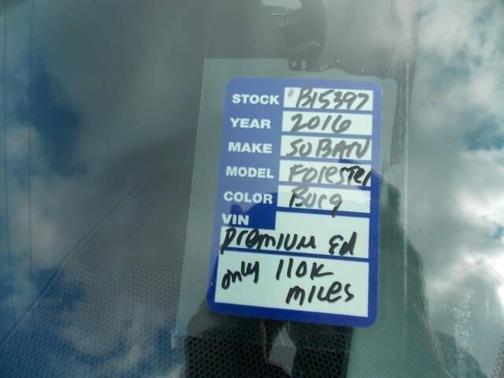 STOCK #B15397
YEAR 2016
MAKE SUBARU
MODEL FORESTER
COLOR Burg
VIN
Premium Ed
only 110K
miles